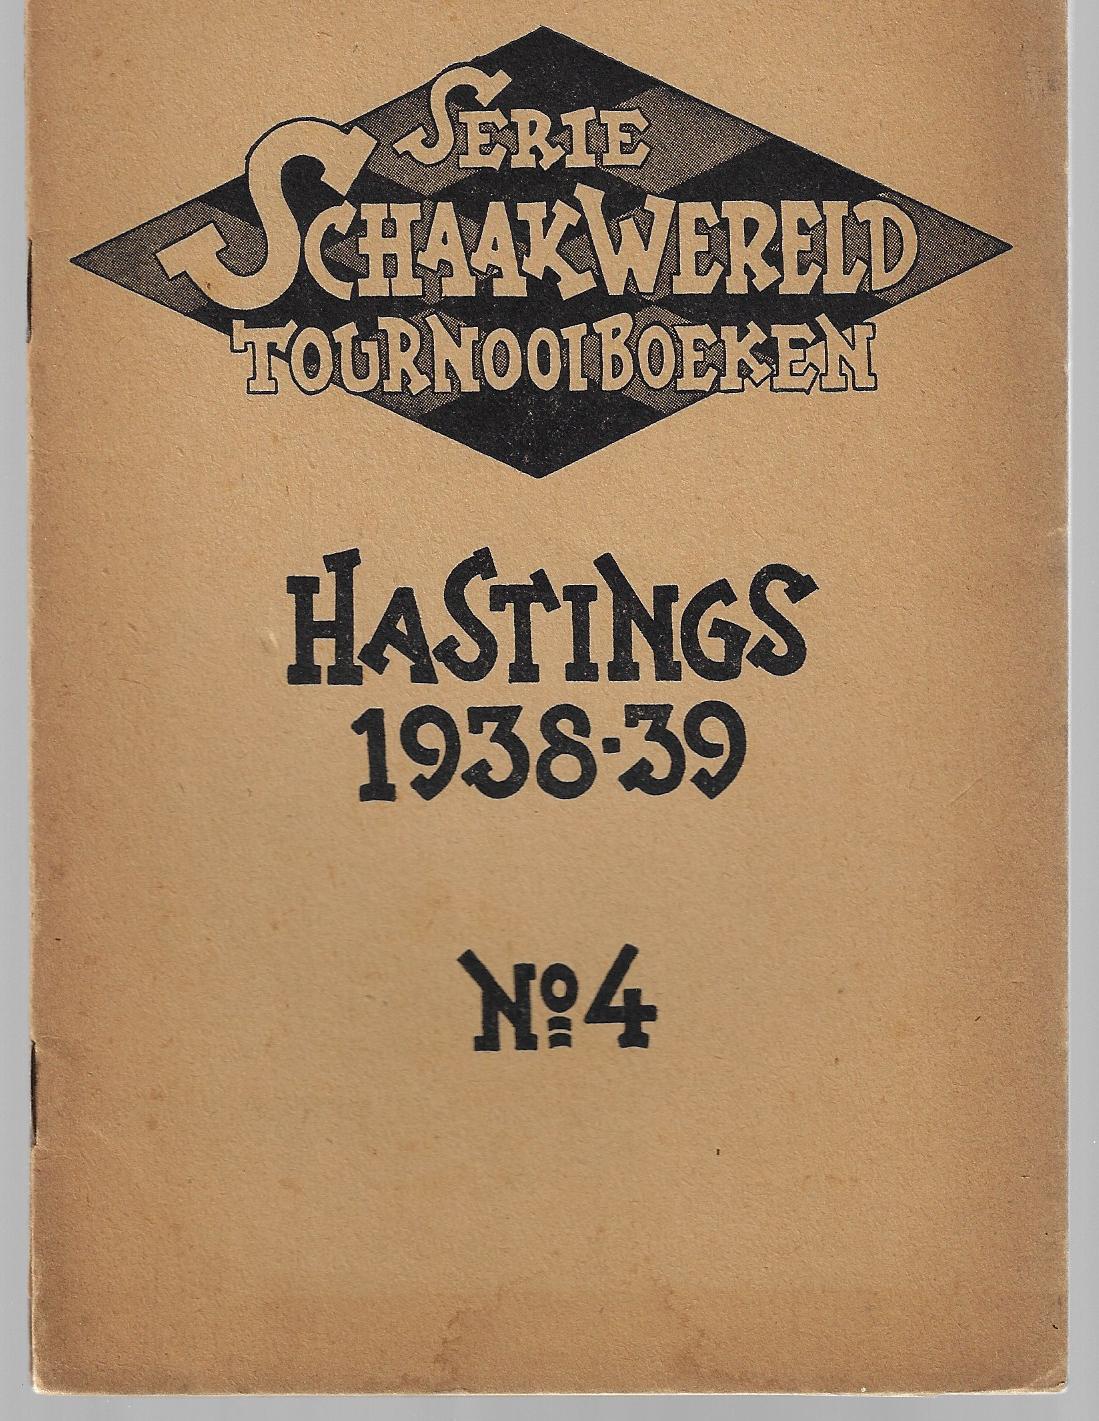 SERIE
SCHAAKWERELD
TOURNOOIBOEKEN
HASTINGS
1938-39
Nº 4